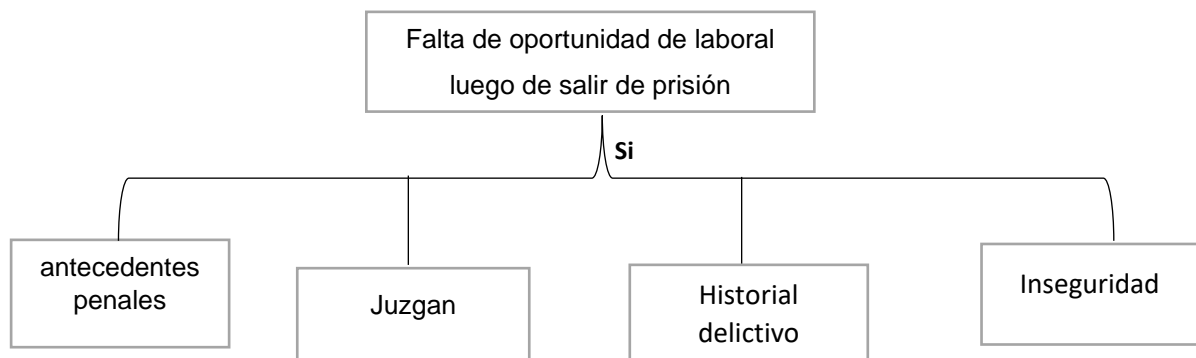 Falta de oportunidad de laboral
luego de salir de prisión
Si
antecedentes
penales
Juzgan
Historial
delictivo
Inseguridad